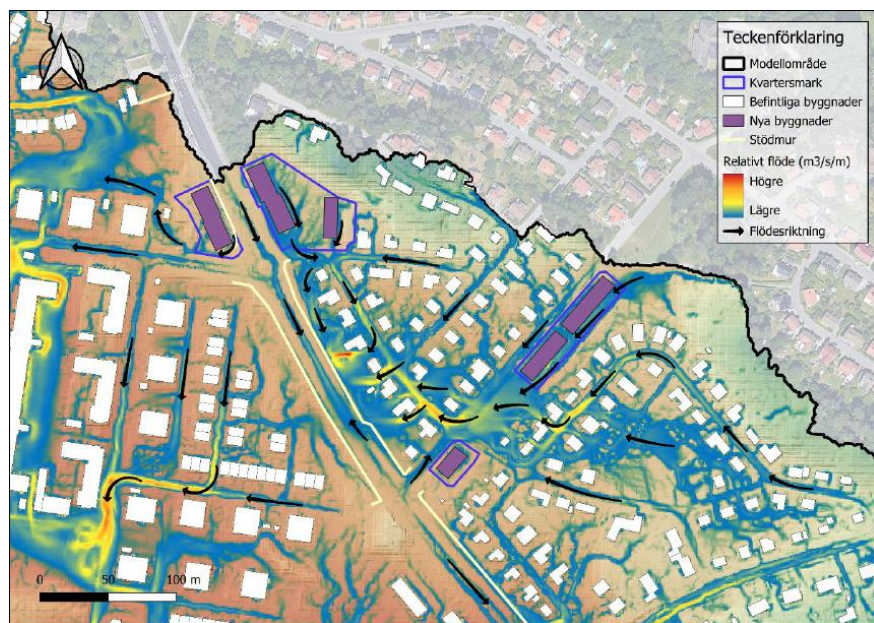 Teckenförklaring
Modellområde
Kvartersmark
Befintliga byggnader
Nya byggnader
Stödmur
Relativt flöde (m3/s/m)
Högre
Lägre
Flödesriktning
0 50 100 m